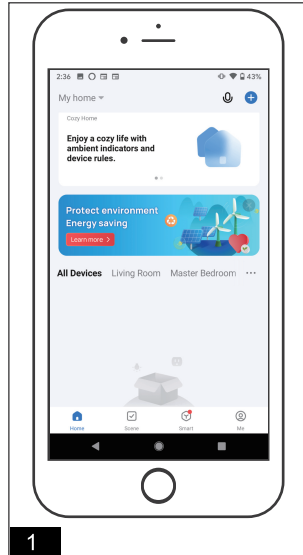 2:36
43%
My home
Cozy Home
Enjoy a cozy life with
ambient indicators and
device rules.
Protect environment
Energy saving
Learn more >
All Devices Living Room Master Bedroom ...
Home Scene Smart Me
1